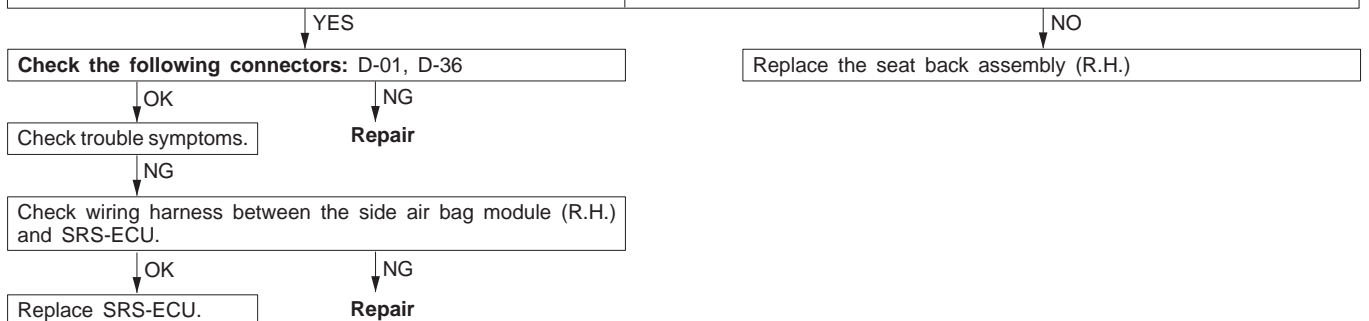 YES
NO
Check the following connectors: D-01, D-36
Replace the seat back assembly (R.H.)
OK
NG
Check trouble symptoms.
Repair
NG
Check wiring harness between the side air bag module (R.H.)
and SRS-ECU.
OK
NG
Replace SRS-ECU.
Repair